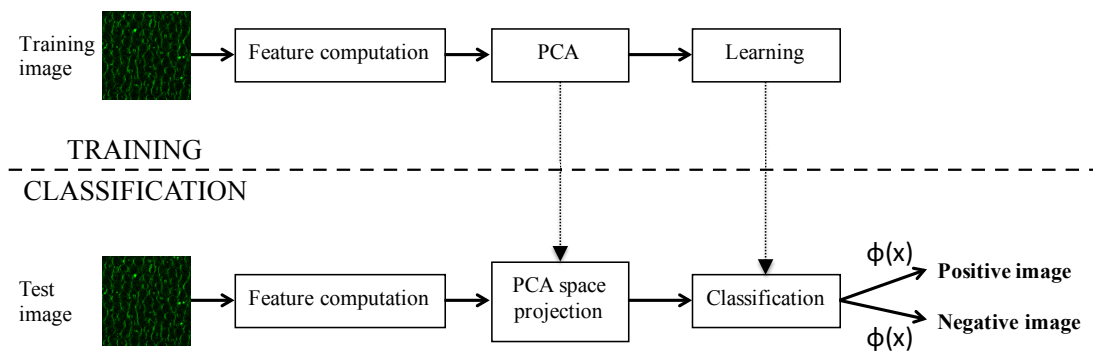 Training
image
Feature computation
PCA
Learning
TRAINING
CLASSIFICATION
Test
image
Feature computation
PCA space
projection
Classification
ϕ(x)
Positive image
ϕ(x)
Negative image